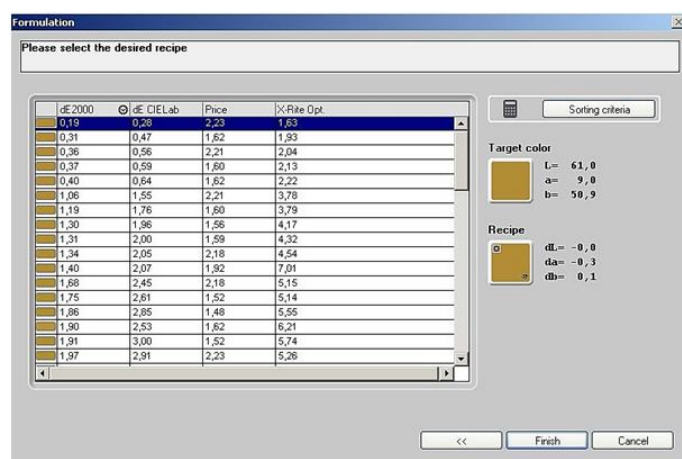 Formulation
Please select the desired recipe
dE2000 dE CIELab Price X-Rite Opt.
0,19 0,28 2,23 1,63
0,31 0,47 1,62 1,93
0,36 0,56 2,21 2,04
0,37 0,59 1,60 2,13
0,40 0,64 1,62 2,22
1,06 1,55 2,21 3,78
1,19 1,76 1,60 3,79
1,30 1,96 1,56 4,17
1,31 2,00 1,59 4,32
1,34 2,05 2,18 4,54
1,40 2,07 1,92 7,01
1,68 2,45 2,18 5,15
1,75 2,61 1,52 5,14
1,86 2,85 1,48 5,55
1,90 2,53 1,62 6,21
1,91 3,00 1,52 5,74
1,97 2,91 2,23 5,26
Sorting criteria
Target color
L= 61,0
a= 9,0
b= 50,9
Recipe
dL= -0,0
da= -0,3
db= 0,1
<< Finish Cancel